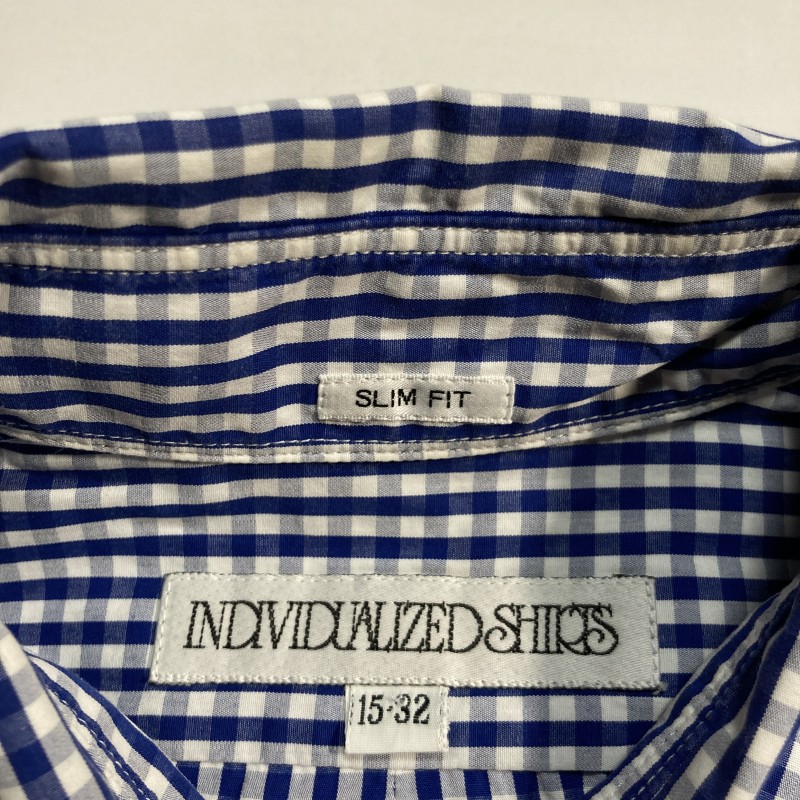 SLIM FIT
INDIVIDUALIZED SHIRTS
15·32